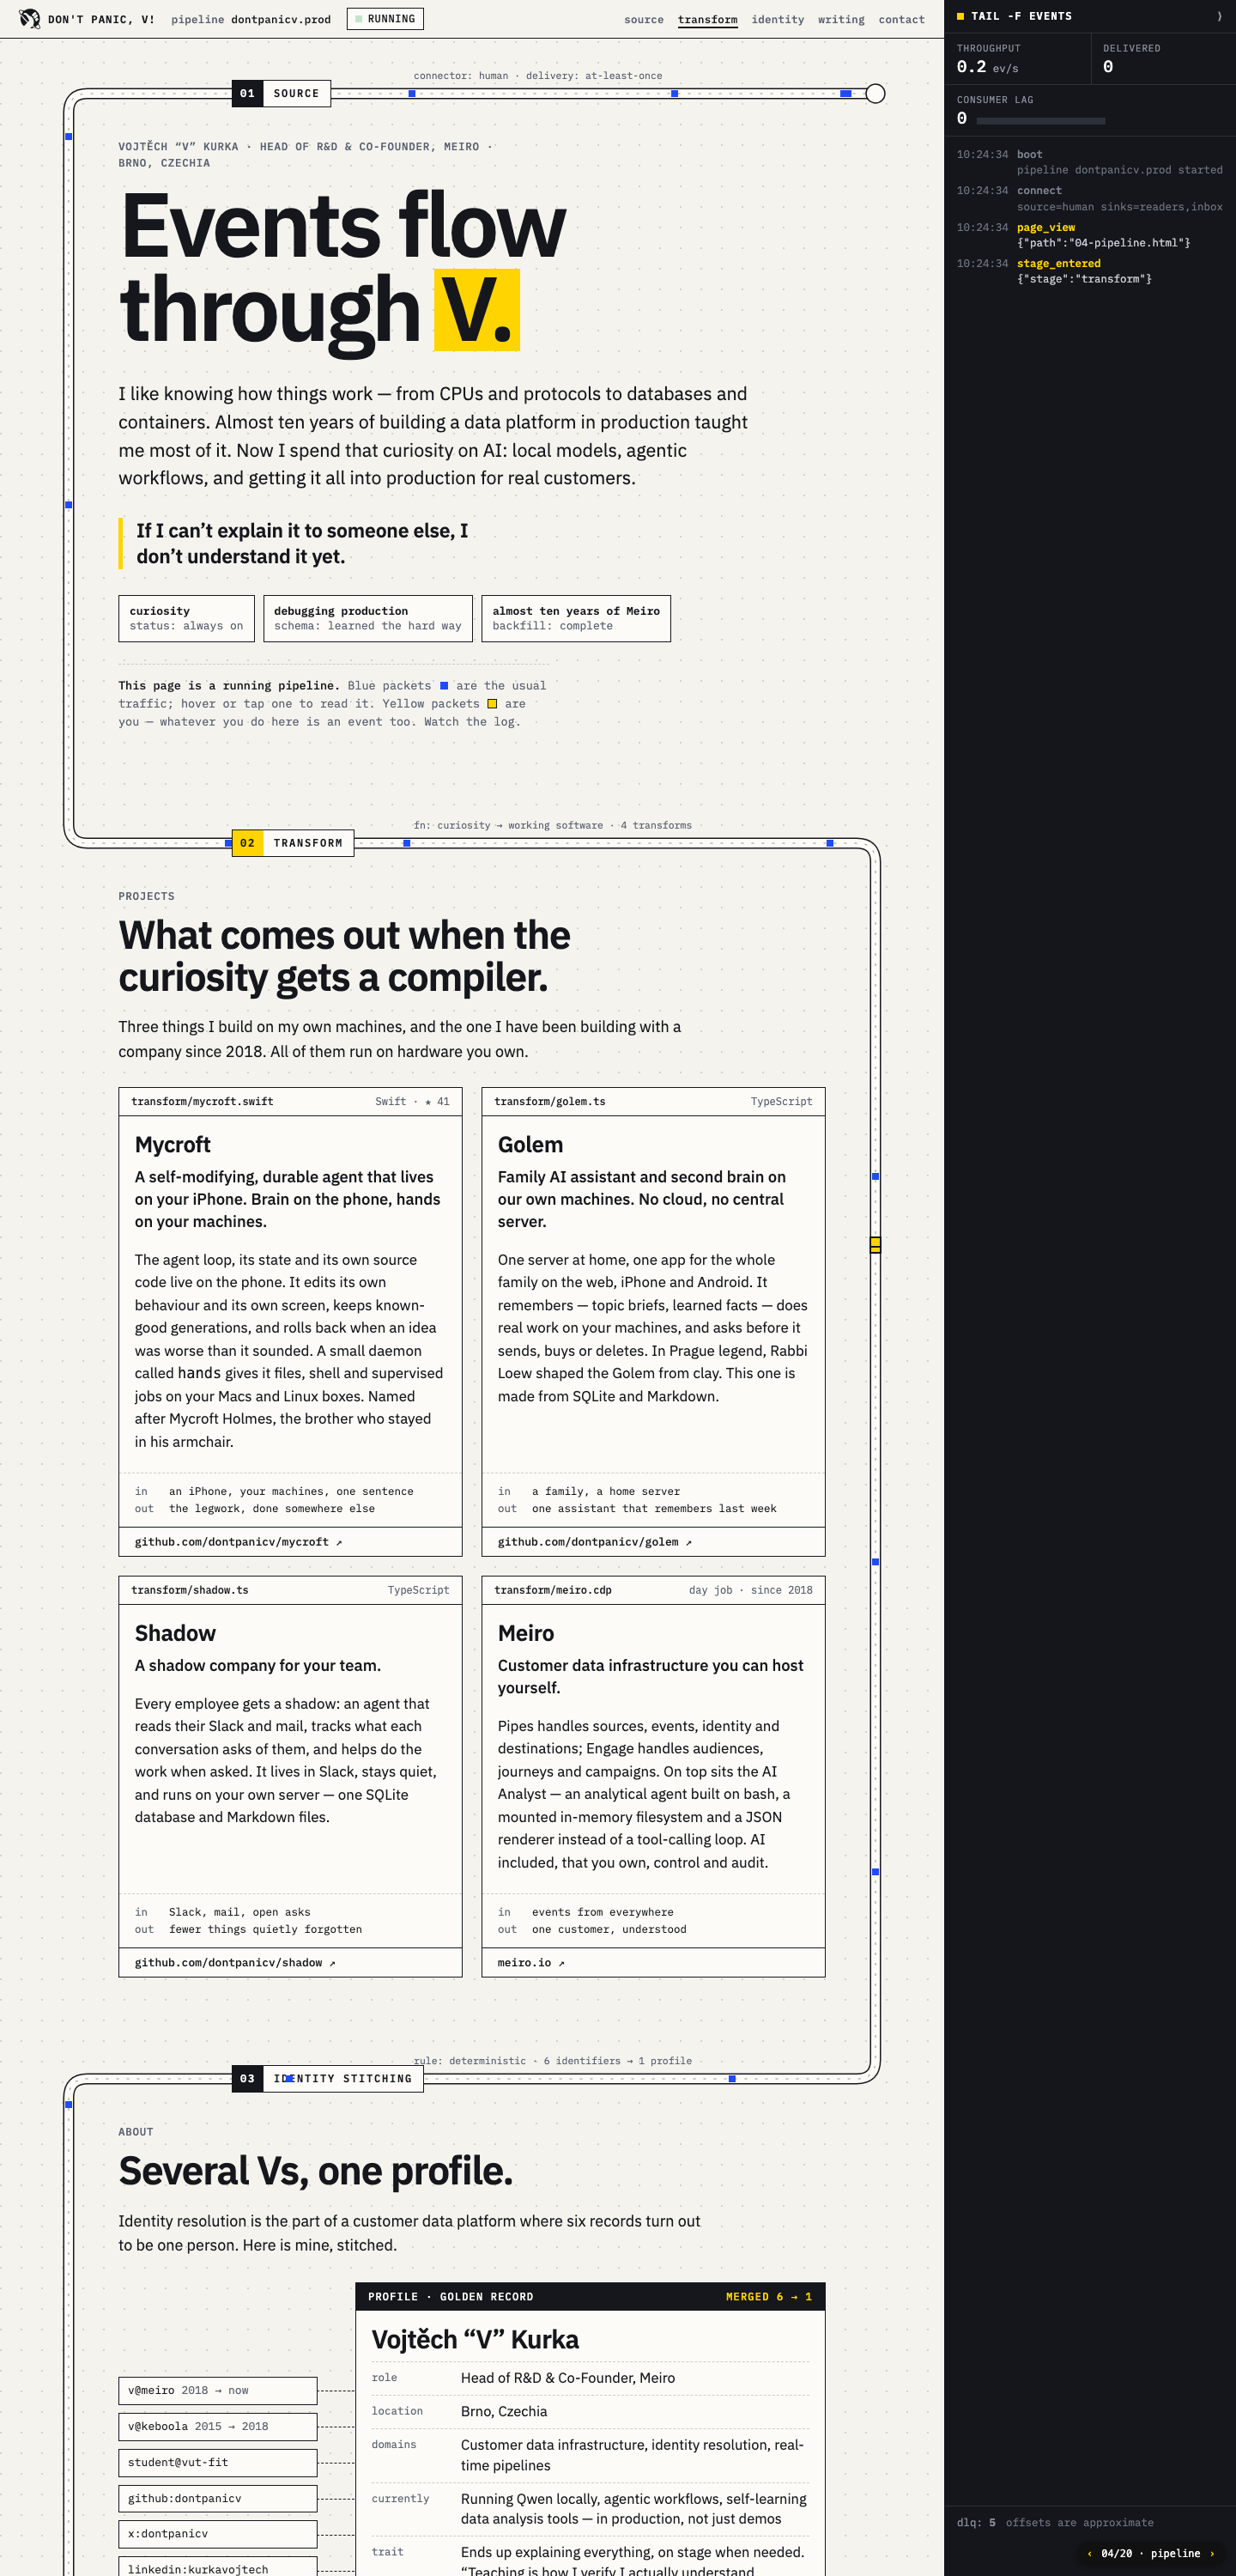 DON'T PANIC, V! pipeline dontpanicv.prod RUNNING source transform identity writing contact
connector: human · delivery: at-least-once
01 SOURCE
VOJTĚCH “V” KURKA · HEAD OF R&D & CO-FOUNDER, MEIRO ·
BRNO, CZECHIA
Events flow
through V.
I like knowing how things work — from CPUs and protocols to databases and
containers. Almost ten years of building a data platform in production taught
me most of it. Now I spend that curiosity on AI: local models, agentic
workflows, and getting it all into production for real customers.
If I can’t explain it to someone else, I
don’t understand it yet.
curiosity
status: always on
debugging production
schema: learned the hard way
almost ten years of Meiro
backfill: complete
This page is a running pipeline. Blue packets are the usual
traffic; hover or tap one to read it. Yellow packets are
you — whatever you do here is an event too. Watch the log.
fn: curiosity → working software · 4 transforms
02 TRANSFORM
PROJECTS
What comes out when the
curiosity gets a compiler.
Three things I build on my own machines, and the one I have been building with a
company since 2018. All of them run on hardware you own.
transform/mycroft.swift Swift · ★ 41
Mycroft
A self-modifying, durable agent that lives
on your iPhone. Brain on the phone, hands
on your machines.
The agent loop, its state and its own source
code live on the phone. It edits its own
behaviour and its own screen, keeps known-
good generations, and rolls back when an idea
was worse than it sounded. A small daemon
called hands gives it files, shell and supervised
jobs on your Macs and Linux boxes. Named
after Mycroft Holmes, the brother who stayed
in his armchair.
in an iPhone, your machines, one sentence
out the legwork, done somewhere else
github.com/dontpanicv/mycroft ↗
transform/golem.ts TypeScript
Golem
Family AI assistant and second brain on
our own machines. No cloud, no central
server.
One server at home, one app for the whole
family on the web, iPhone and Android. It
remembers — topic briefs, learned facts — does
real work on your machines, and asks before it
sends, buys or deletes. In Prague legend, Rabbi
Loew shaped the Golem from clay. This one is
made from SQLite and Markdown.
in a family, a home server
out one assistant that remembers last week
github.com/dontpanicv/golem ↗
transform/shadow.ts TypeScript
Shadow
A shadow company for your team.
Every employee gets a shadow: an agent that
reads their Slack and mail, tracks what each
conversation asks of them, and helps do the
work when asked. It lives in Slack, stays quiet,
and runs on your own server — one SQLite
database and Markdown files.
in Slack, mail, open asks
out fewer things quietly forgotten
github.com/dontpanicv/shadow ↗
transform/meiro.cdp day job · since 2018
Meiro
Customer data infrastructure you can host
yourself.
Pipes handles sources, events, identity and
destinations; Engage handles audiences,
journeys and campaigns. On top sits the AI
Analyst — an analytical agent built on bash, a
mounted in-memory filesystem and a JSON
renderer instead of a tool-calling loop. AI
included, that you own, control and audit.
in events from everywhere
out one customer, understood
meiro.io ↗
rule: deterministic · 6 identifiers → 1 profile
03 IDENTITY STITCHING
ABOUT
Several Vs, one profile.
Identity resolution is the part of a customer data platform where six records turn out
to be one person. Here is mine, stitched.
v@meiro 2018 → now
v@keboola 2015 → 2018
student@vut-fit
github:dontpanicv
x:dontpanicv
linkedin:kurkavojtech
PROFILE · GOLDEN RECORD MERGED 6 → 1
Vojtěch “V” Kurka
role Head of R&D & Co-Founder, Meiro
location Brno, Czechia
domains Customer data infrastructure, identity resolution, real-
time pipelines
currently Running Qwen locally, agentic workflows, self-learning
data analysis tools — in production, not just demos
trait Ends up explaining everything, on stage when needed.
“Teaching is how I verify I actually understand
TAIL -F EVENTS ⟩
THROUGHPUT
0.2 ev/s
DELIVERED
0
CONSUMER LAG
0
10:24:34 boot
pipeline dontpanicv.prod started
10:24:34 connect
source=human sinks=readers,inbox
10:24:34 page_view
{"path":"04-pipeline.html"}
10:24:34 stage_entered
{"stage":"transform"}
dlq: 5 offsets are approximate
‹ 04/20 · pipeline ›